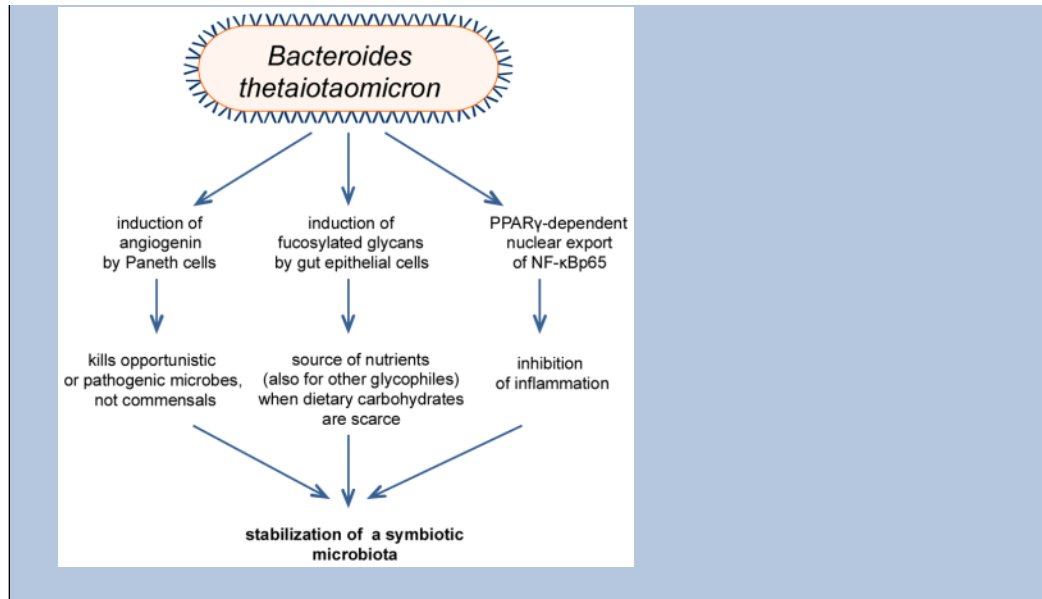 Bacteroides
thetaiotaomicron
induction of
angiogenin
by Paneth cells
induction of
fucosylated glycans
by gut epithelial cells
PPARγ-dependent
nuclear export
of NF-κBp65
kills opportunistic
or pathogenic microbes,
not commensals
source of nutrients
(also for other glycophiles)
when dietary carbohydrates
are scarce
inhibition
of inflammation
stabilization of a symbiotic
microbiota